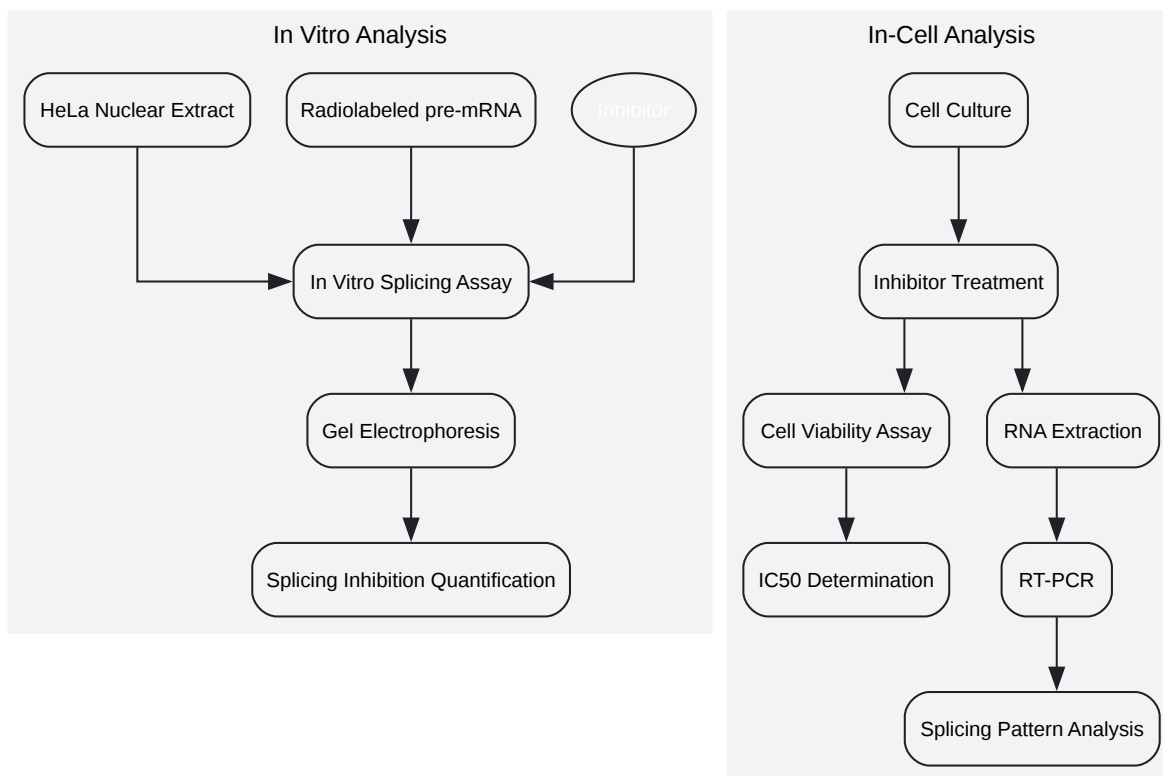 In Vitro Analysis
HeLa Nuclear Extract
Radiolabeled pre-mRNA
Inhibitor
In Vitro Splicing Assay
Gel Electrophoresis
Splicing Inhibition Quantification
In-Cell Analysis
Cell Culture
Inhibitor Treatment
Cell Viability Assay
RNA Extraction
IC50 Determination
RT-PCR
Splicing Pattern Analysis